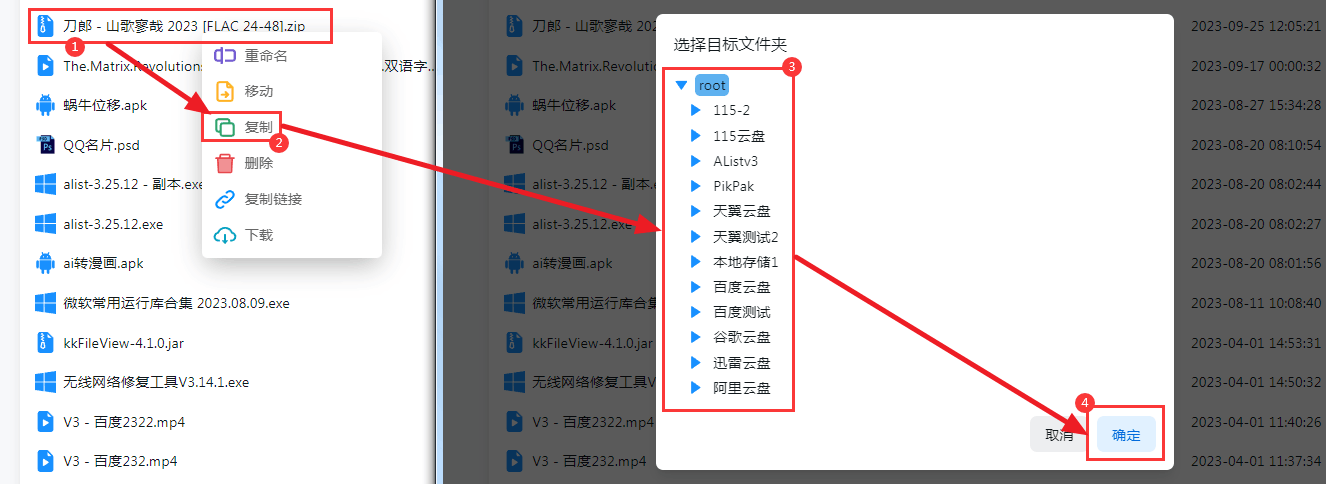 刀郎 - 山歌寥哉 2023 [FLAC 24-48].zip
1
The.Matrix.Revolution
.双语字...
蜗牛位移.apk
QQ名片.psd
alist-3.25.12 - 副本.exe
alist-3.25.12.exe
ai转漫画.apk
微软常用运行库合集 2023.08.09.exe
kkFileView-4.1.0.jar
无线网络修复工具V3.14.1.exe
V3 - 百度2322.mp4
V3 - 百度232.mp4
重命名
移动
复制
2
删除
复制链接
下载
刀郎 - 山歌寥哉
The.Matrix.Revolutio
蜗牛位移.apk
QQ名片.psd
alist-3.25.12 - 副本.e
alist-3.25.12.exe
ai转漫画.apk
微软常用运行库合集
kkFileView-4.1.0.jar
无线网络修复工具V3
V3 - 百度2322.mp4
V3 - 百度232.mp4
选择目标文件夹
3
root
115-2
115云盘
AListv3
PikPak
天翼云盘
天翼测试2
本地存储1
百度云盘
百度测试
谷歌云盘
迅雷云盘
阿里云盘
4
取消
确定
2023-09-25 12:05:21
2023-09-17 00:00:32
2023-08-27 15:34:28
2023-08-20 08:10:54
2023-08-20 08:02:44
2023-08-20 08:02:27
2023-08-20 08:01:56
2023-08-11 10:08:40
2023-04-01 14:53:31
2023-04-01 14:50:32
2023-04-01 11:40:26
2023-04-01 11:37:34